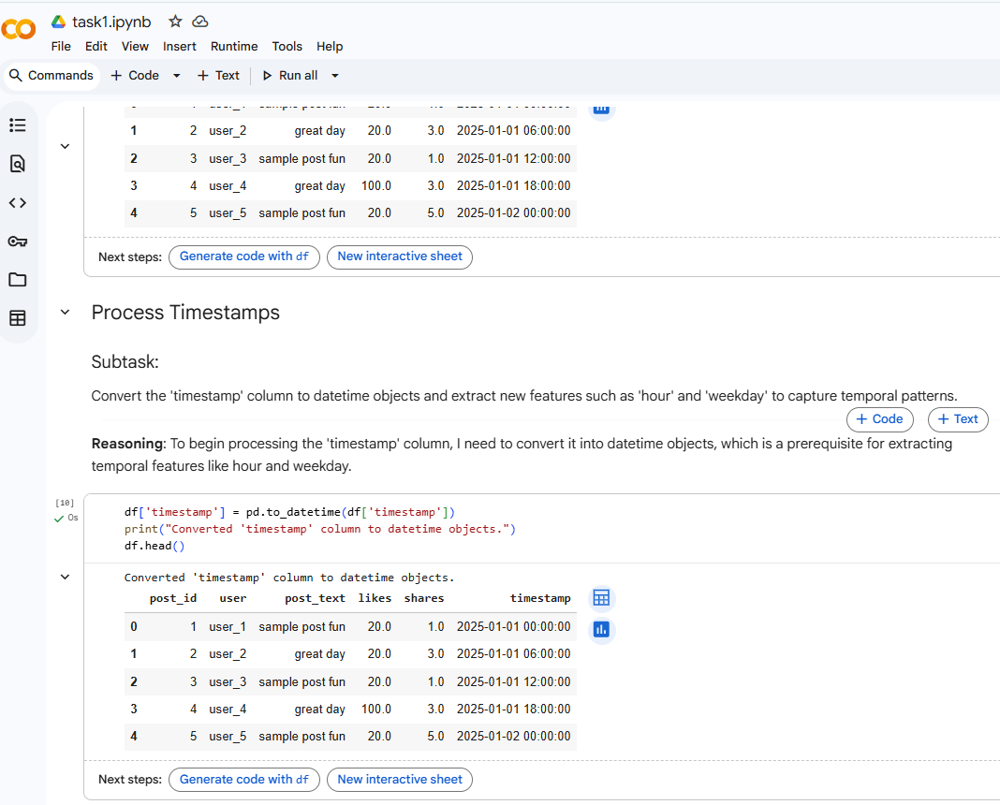 task1.ipynb
File Edit View Insert Runtime Tools Help
Commands + Code + Text Run all
1 2 user_2 great day 20.0 3.0 2025-01-01 06:00:00
2 3 user_3 sample post fun 20.0 1.0 2025-01-01 12:00:00
3 4 user_4 great day 100.0 3.0 2025-01-01 18:00:00
4 5 user_5 sample post fun 20.0 5.0 2025-01-02 00:00:00
Next steps: Generate code with df New interactive sheet
Process Timestamps
Subtask:
Convert the 'timestamp' column to datetime objects and extract new features such as 'hour' and 'weekday' to capture temporal patterns.
+ Code + Text
Reasoning: To begin processing the 'timestamp' column, I need to convert it into datetime objects, which is a prerequisite for extracting
temporal features like hour and weekday.
[10]
0s
df['timestamp'] = pd.to_datetime(df['timestamp'])
print("Converted 'timestamp' column to datetime objects.")
df.head()
Converted 'timestamp' column to datetime objects.
post_id user post_text likes shares timestamp
0 1 user_1 sample post fun 20.0 1.0 2025-01-01 00:00:00
1 2 user_2 great day 20.0 3.0 2025-01-01 06:00:00
2 3 user_3 sample post fun 20.0 1.0 2025-01-01 12:00:00
3 4 user_4 great day 100.0 3.0 2025-01-01 18:00:00
4 5 user_5 sample post fun 20.0 5.0 2025-01-02 00:00:00
Next steps: Generate code with df New interactive sheet